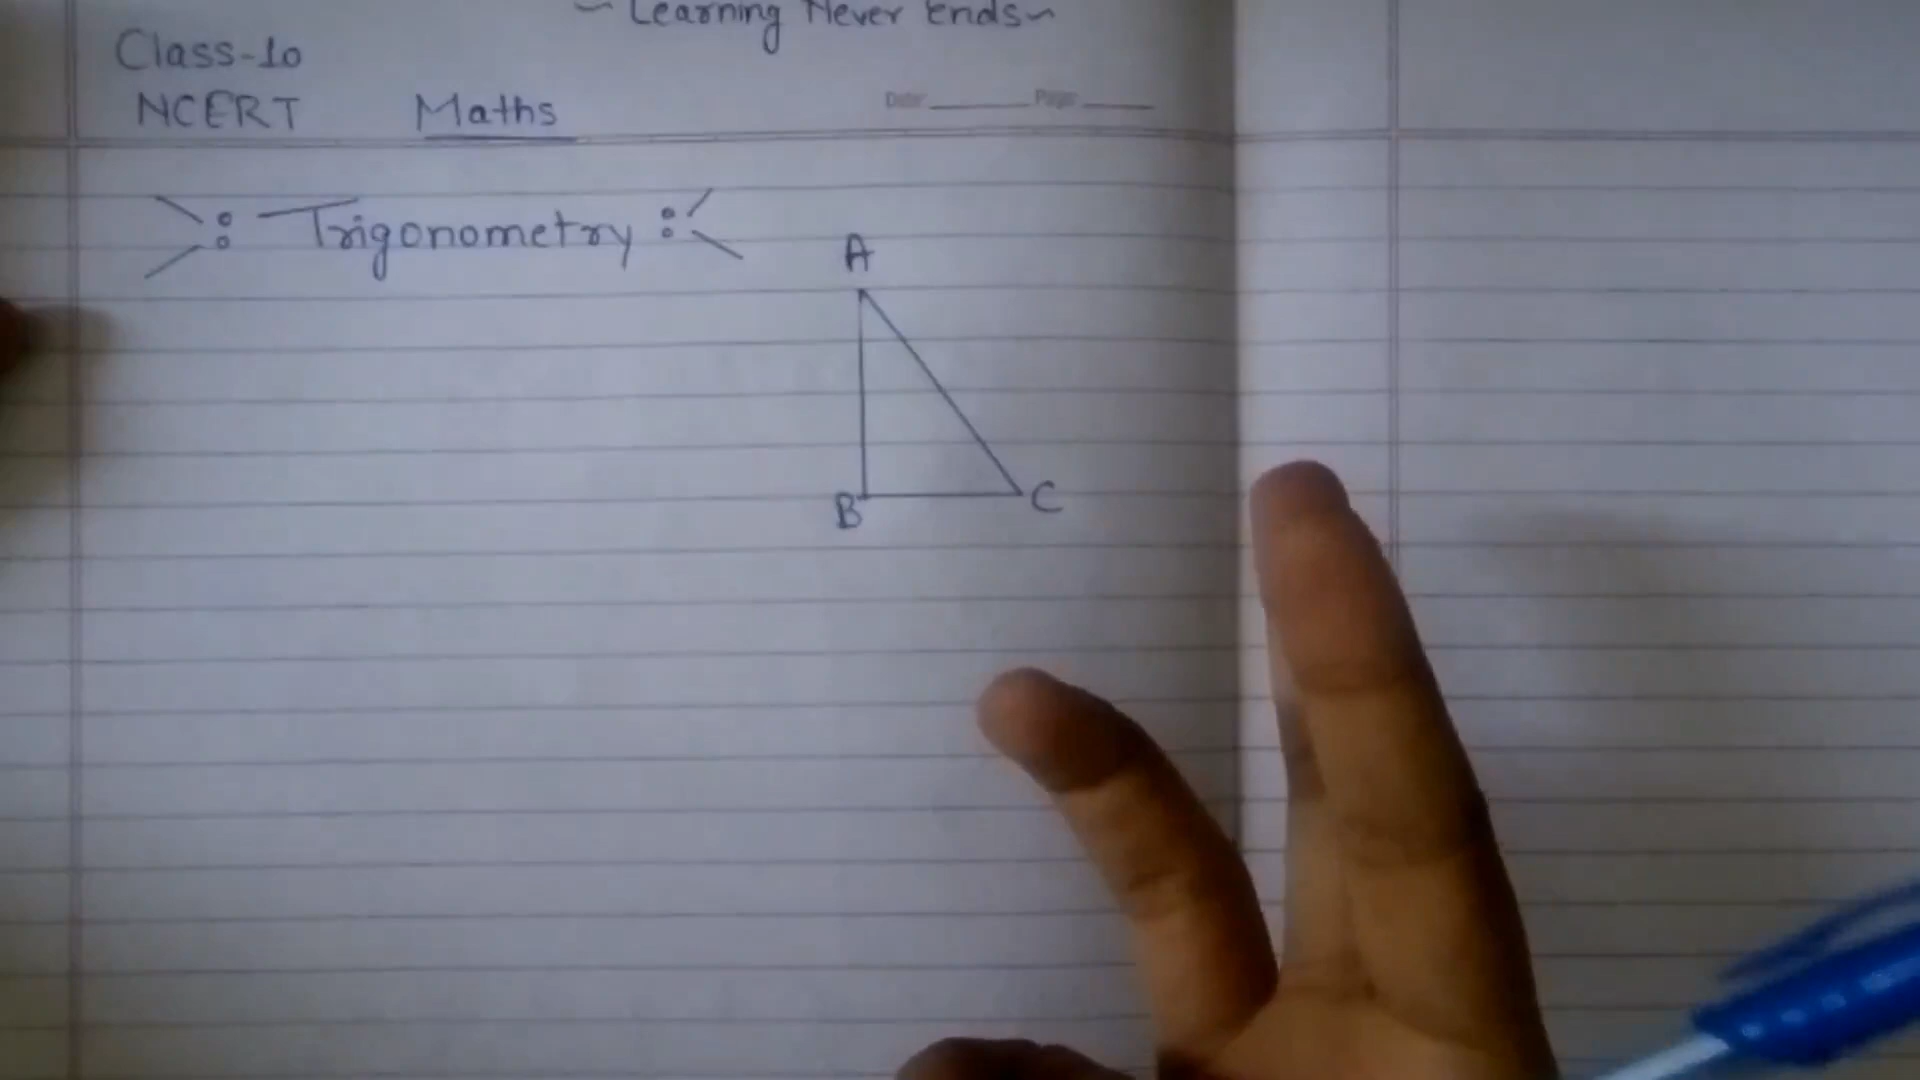 ~ Learning Never Ends ~
Class-10
NCERT Maths
Date: Page:
Trigonometry
A
B C